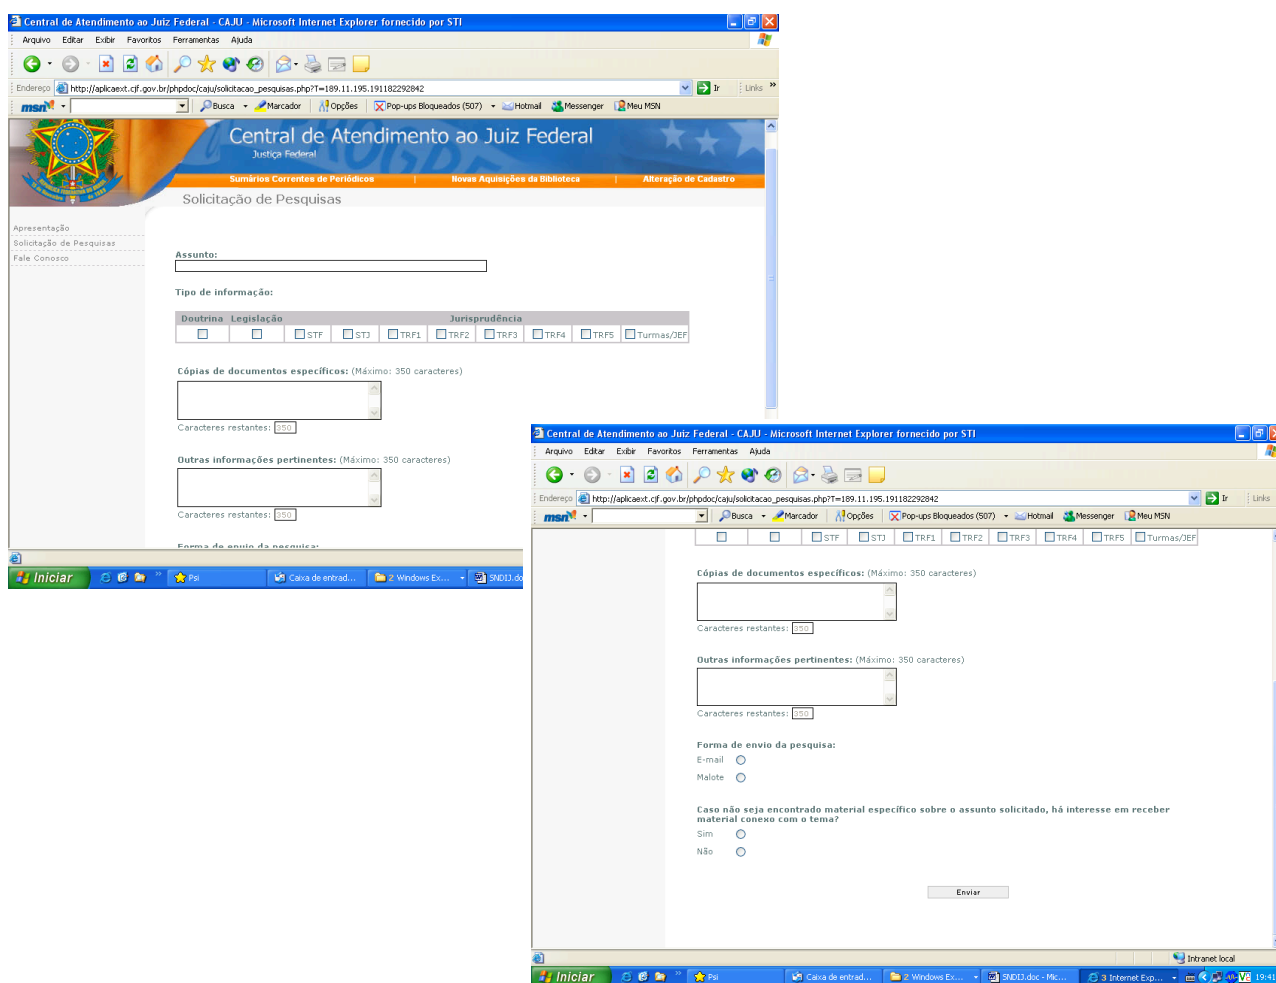 Central de Atendimento ao Juiz Federal - CAJU - Microsoft Internet Explorer fornecido por STI
Arquivo Editar Exibir Favoritos Ferramentas Ajuda
Endereço http://aplicaext.cjf.gov.br/phpdoc/caju/solicitacao_pesquisas.php?T=189.11.195.191182292842 Ir Links »
msn Busca Marcador Opções Pop-ups Bloqueados (507) Hotmail Messenger Meu MSN
Central de Atendimento ao Juiz Federal
Justiça Federal
Sumários Correntes de Periódicos | Novas Aquisições da Biblioteca | Alteração de Cadastro
Solicitação de Pesquisas
Apresentação
Solicitação de Pesquisas
Fale Conosco
Assunto:
Tipo de informação:
Doutrina Legislação Jurisprudência
STF STJ TRF1 TRF2 TRF3 TRF4 TRF5 Turmas/JEF
Cópias de documentos específicos: (Máximo: 350 caracteres)
Caracteres restantes: 350
Outras informações pertinentes: (Máximo: 350 caracteres)
Caracteres restantes: 350
Forma de envio da pesquisa:
Iniciar » Psi Caixa de entrad... 2 Windows Ex... SNDIJ.do
Central de Atendimento ao Juiz Federal - CAJU - Microsoft Internet Explorer fornecido por STI
Arquivo Editar Exibir Favoritos Ferramentas Ajuda
Endereço http://aplicaext.cjf.gov.br/phpdoc/caju/solicitacao_pesquisas.php?T=189.11.195.191182292842 Ir Links
msn Busca Marcador Opções Pop-ups Bloqueados (507) Hotmail Messenger Meu MSN
STF STJ TRF1 TRF2 TRF3 TRF4 TRF5 Turmas/JEF
Cópias de documentos específicos: (Máximo: 350 caracteres)
Caracteres restantes: 350
Outras informações pertinentes: (Máximo: 350 caracteres)
Caracteres restantes: 350
Forma de envio da pesquisa:
E-mail
Malote
Caso não seja encontrado material específico sobre o assunto solicitado, há interesse em receber
material conexo com o tema?
Sim
Não
Enviar
Intranet local
Iniciar » Psi Caixa de entrad... 2 Windows Ex... SNDIJ.doc - Mic... 3 Internet Exp... 19:41